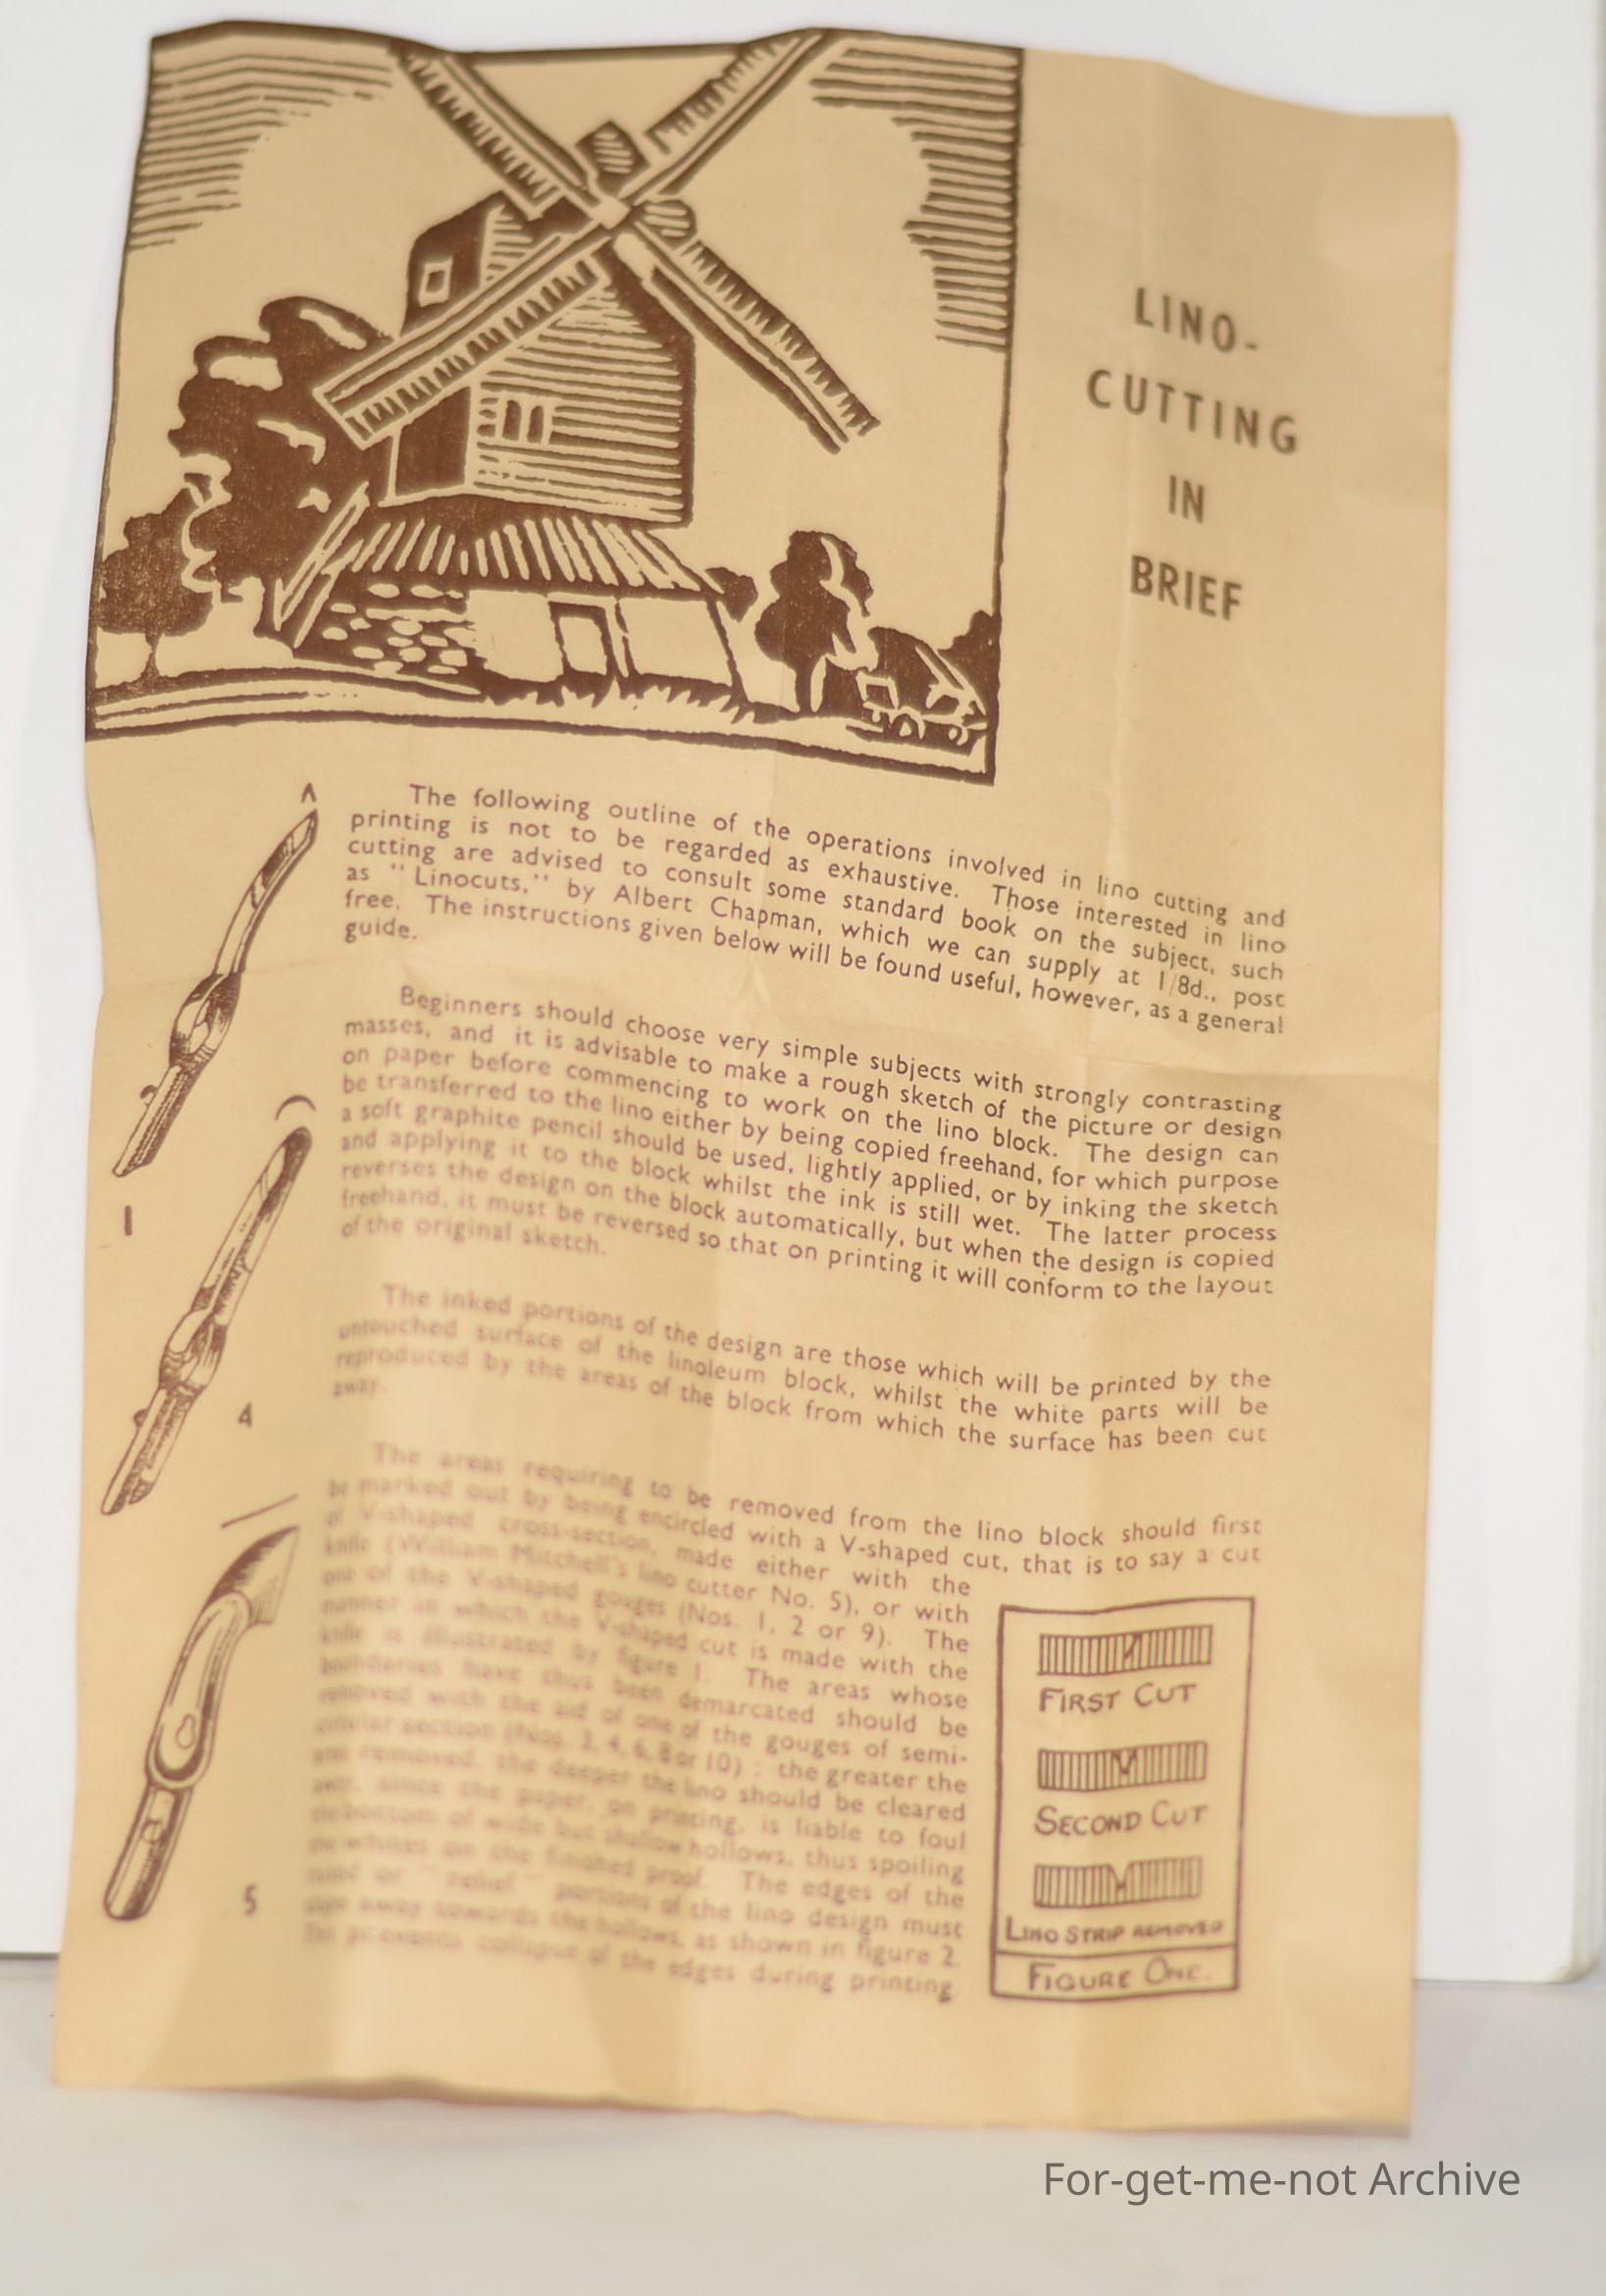 LINO-
CUTTING
IN
BRIEF
The following outline of the operations involved in lino cutting and
printing is not to be regarded as exhaustive. Those interested in lino
cutting are advised to consult some standard book on the subject, such
as "Linocuts," by Albert Chapman, which we can supply at 1/8d., post
free. The instructions given below will be found useful, however, as a general
guide.
Beginners should choose very simple subjects with strongly contrasting
masses, and it is advisable to make a rough sketch of the picture or design
on paper before commencing to work on the lino block. The design can
be transferred to the lino either by being copied freehand, for which purpose
a soft graphite pencil should be used, lightly applied, or by inking the sketch
and applying it to the block whilst the ink is still wet. The latter process
reverses the design on the block automatically, but when the design is copied
freehand, it must be reversed so that on printing it will conform to the layout
of the original sketch.
The inked portions of the design are those which will be printed by the
untouched surface of the linoleum block, whilst the white parts will be
reproduced by the areas of the block from which the surface has been cut
away.
The areas requiring to be removed from the lino block should first
be marked out by being encircled with a V-shaped cut, that is to say a cut
of V-shaped cross-section, made either with the
knife (William Mitchell's lino cutter No. 5), or with
one of the V-shaped gouges (Nos. 1, 2 or 9). The
manner in which the V-shaped cut is made with the
knife is illustrated by figure 1. The areas whose
boundaries have thus been demarcated should be
removed with the aid of one of the gouges of semi-
circular section (Nos. 3, 4, 6, 8 or 10) ; the greater the
area removed, the deeper the lino should be cleared
away, since the paper, on printing, is liable to foul
the bottom of wide but shallow hollows, thus spoiling
the whites on the finished proof. The edges of the
raised or "relief" portions of the lino design must
slope away towards the hollows, as shown in figure 2.
This prevents collapse of the edges during printing
1
4
5
FIRST CUT
SECOND CUT
LINO STRIP REMOVED
FIGURE ONE.
For-get-me-not Archive